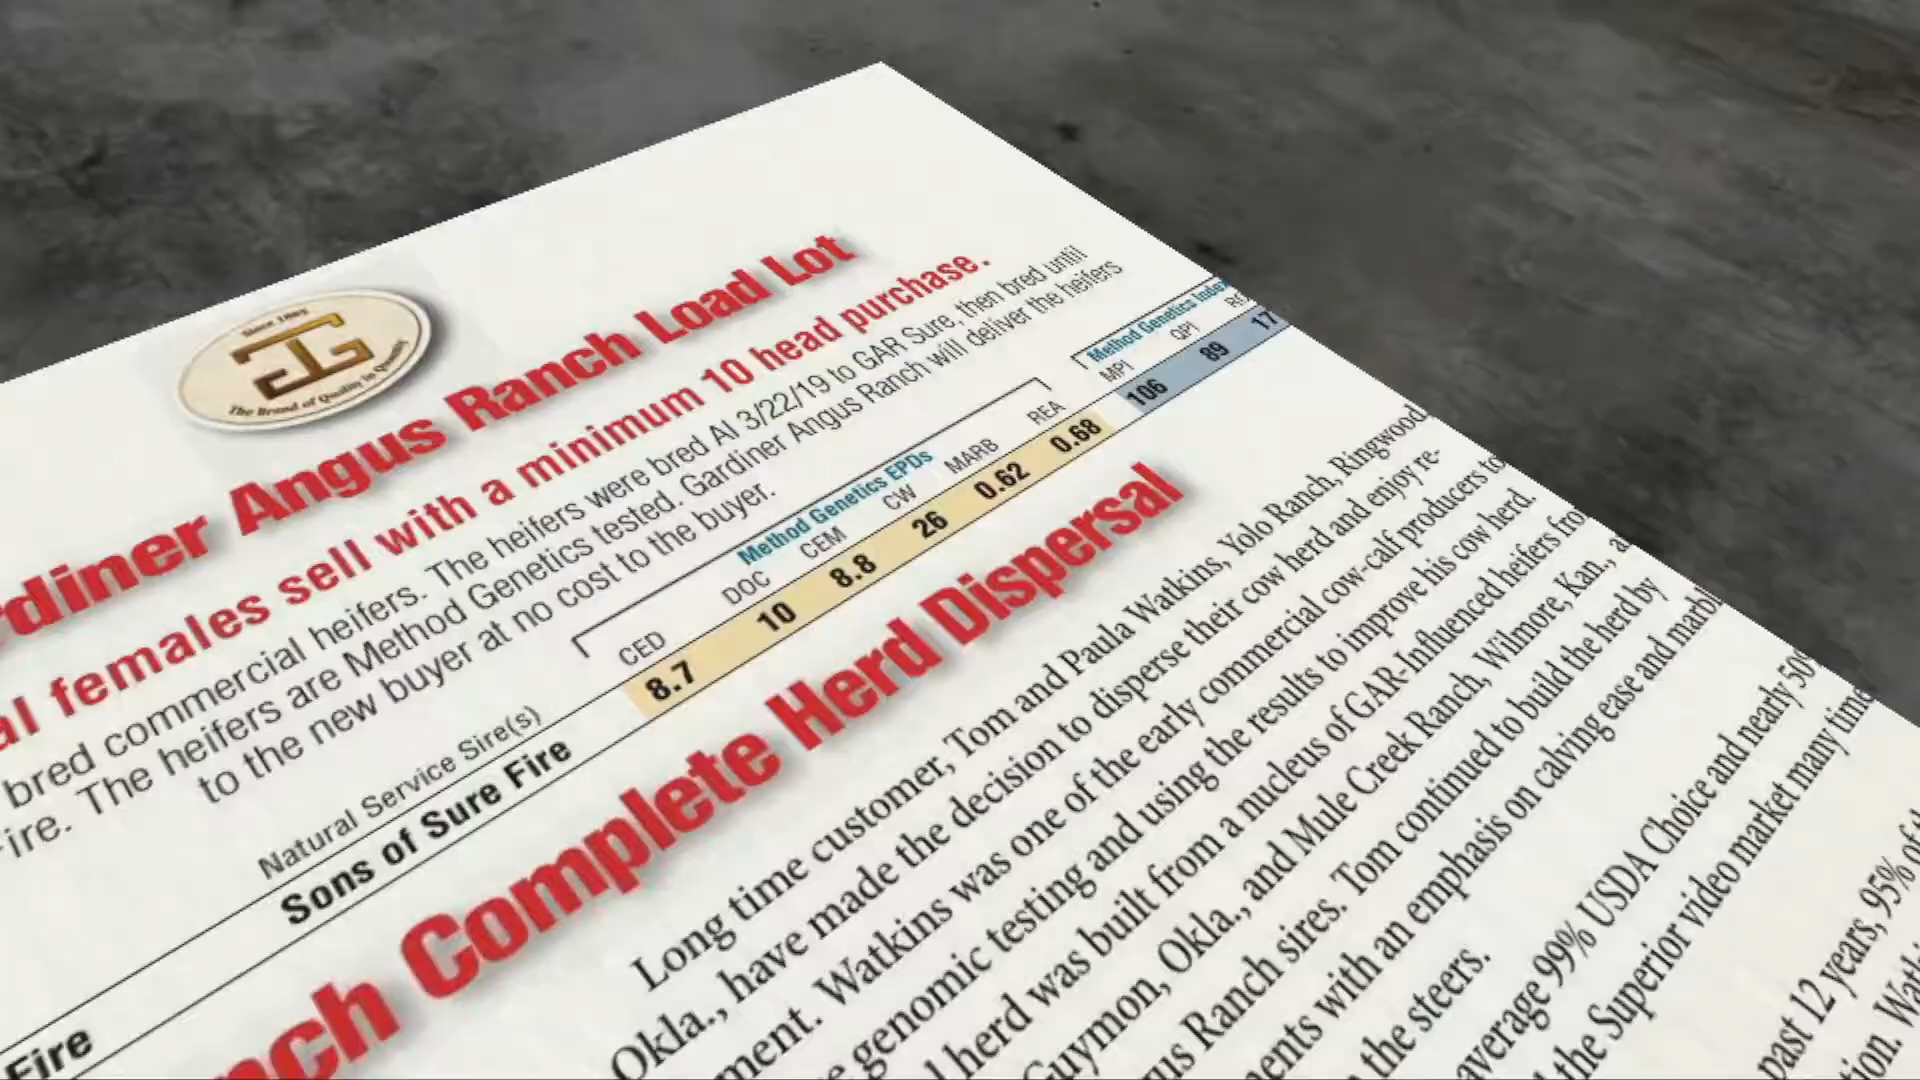 Since 1885
The Brand of Quality in Quantity
rdiner Angus Ranch Load Lot
al females sell with a minimum 10 head purchase.
bred commercial heifers. The heifers were bred AI 3/22/19 to GAR Sure, then bred until
Fire. The heifers are Method Genetics tested. Gardiner Angus Ranch will deliver the heifers
to the new buyer at no cost to the buyer.
Method Genetics EPDs Method Genetics Index
Natural Service Sire(s) CED DOC CEM CW MARB REA MPI QPI
Fire Sons of Sure Fire 8.7 10 8.8 26 0.62 0.68 106 89 17
nch Complete Herd Dispersal
Long time customer, Tom and Paula Watkins, Yolo Ranch, Ringwood,
Okla., have made the decision to disperse their cow herd and enjoy re-
ment. Watkins was one of the early commercial cow-calf producers to
genomic testing and using the results to improve his cow herd.
herd was built from a nucleus of GAR-Influenced heifers from
Guymon, Okla., and Mule Creek Ranch, Wilmore, Kan., a
us Ranch sires. Tom continued to build the herd by
ents with an emphasis on calving ease and marbl
the steers.
average 99% USDA Choice and nearly 50%
the Superior video market many time
past 12 years, 95% of th
tion.